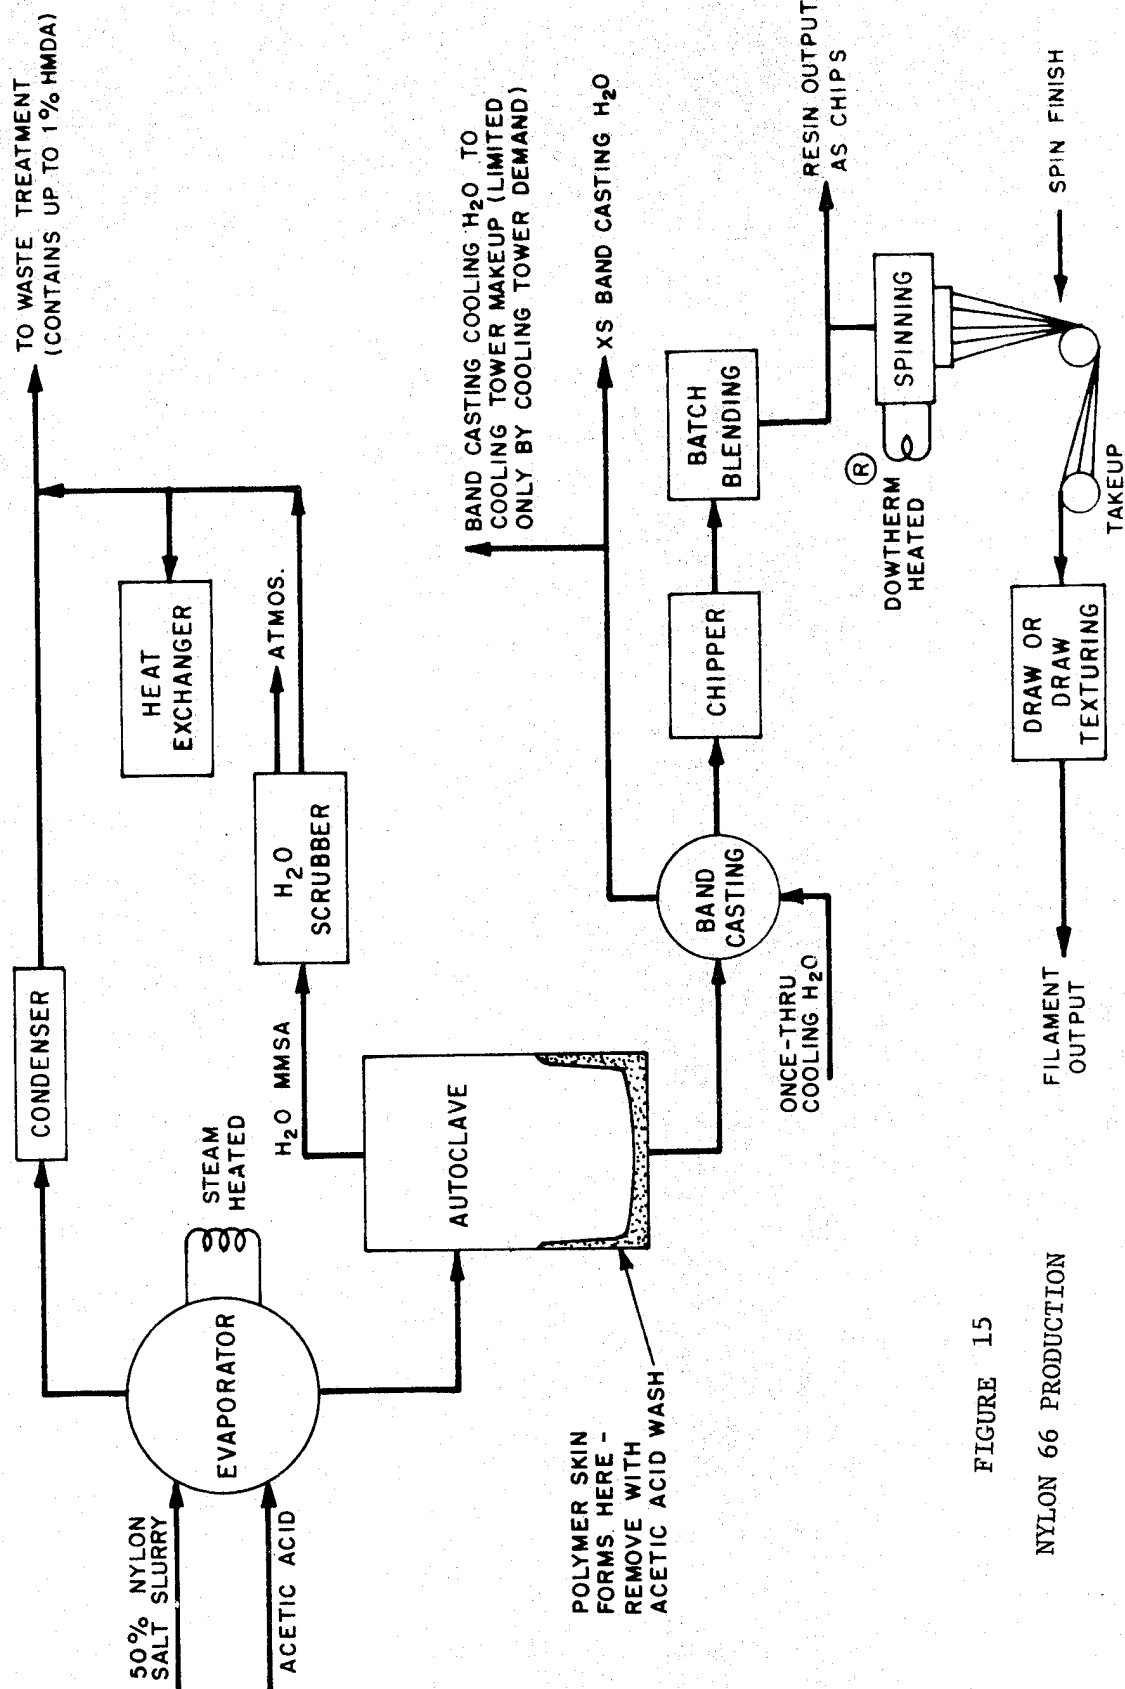 TO WASTE TREATMENT
(CONTAINS UP TO 1% HMDA)
CONDENSER
HEAT
EXCHANGER
ATMOS.
H2O
SCRUBBER
H2O MMSA
STEAM
HEATED
EVAPORATOR
50% NYLON
SALT SLURRY
ACETIC ACID
AUTOCLAVE
POLYMER SKIN
FORMS HERE -
REMOVE WITH
ACETIC ACID WASH
BAND CASTING COOLING H2O TO
COOLING TOWER MAKEUP (LIMITED
ONLY BY COOLING TOWER DEMAND)
XS BAND CASTING H2O
BAND
CASTING
ONCE-THRU
COOLING H2O
CHIPPER
BATCH
BLENDING
RESIN OUTPUT
AS CHIPS
SPINNING
DOWTHERM ®
HEATED
SPIN FINISH
TAKEUP
DRAW OR
DRAW
TEXTURING
FILAMENT
OUTPUT
FIGURE 15
NYLON 66 PRODUCTION